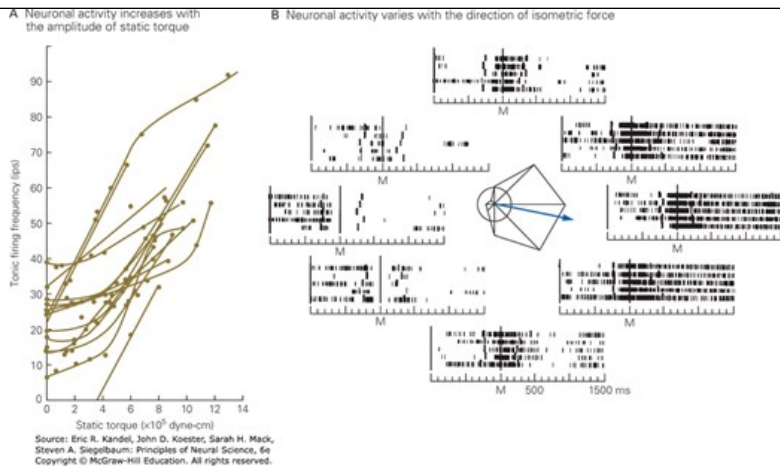 A Neuronal activity increases with
the amplitude of static torque
B Neuronal activity varies with the direction of isometric force
Tonic firing frequency (ips)
90
80
70
60
50
40
30
20
10
0
0 2 4 6 8 10 12 14
Static torque (×10⁵ dyne-cm)
M
M
M
M
M
M
M
M 500 1500 ms
Source: Eric R. Kandel, John D. Koester, Sarah H. Mack,
Steven A. Siegelbaum: Principles of Neural Science, 6e
Copyright © McGraw-Hill Education. All rights reserved.